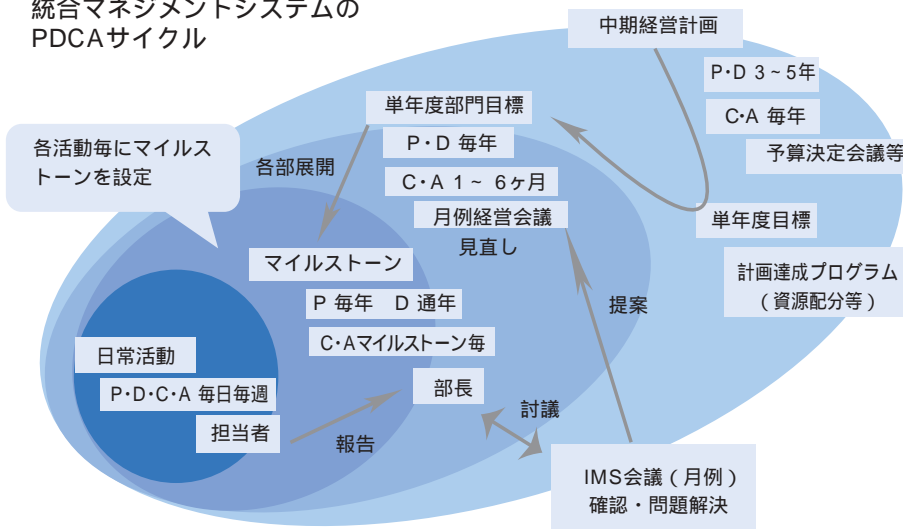 統合マネジメントシステムの
PDCAサイクル
中期経営計画
P・D 3～5年
C・A 毎年
予算決定会議等
単年度目標
計画達成プログラム
（資源配分等）
単年度部門目標
P・D 毎年
C・A 1～ 6ヶ月
月例経営会議
見直し
各部展開
各活動毎にマイルス
トーンを設定
マイルストーン
P 毎年　D 通年
C・Aマイルストーン毎
部長
日常活動
P・D・C・A 毎日毎週
担当者
報告
討議
提案
IMS会議（月例）
確認・問題解決